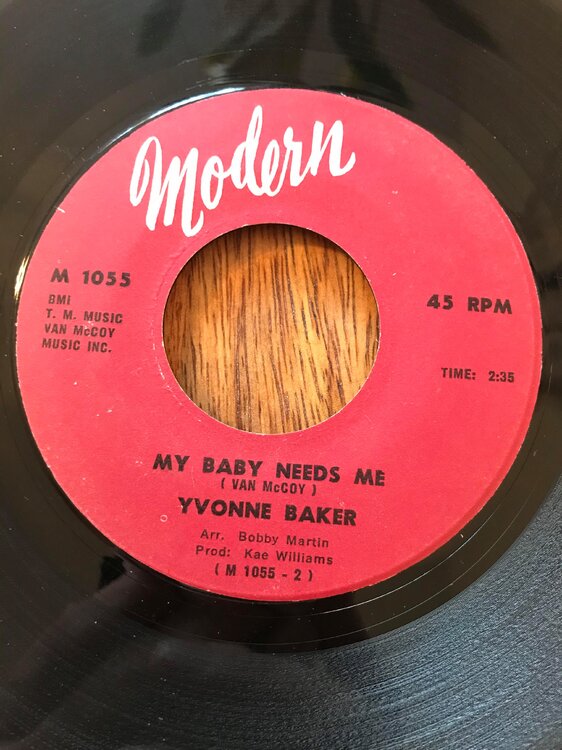 Modern
M 1055
BMI
T. M. MUSIC
VAN McCOY
MUSIC INC.
45 RPM
TIME: 2:35
MY BABY NEEDS ME
( VAN McCOY )
YVONNE BAKER
Arr. Bobby Martin
Prod: Kae Williams
( M 1055 - 2 )